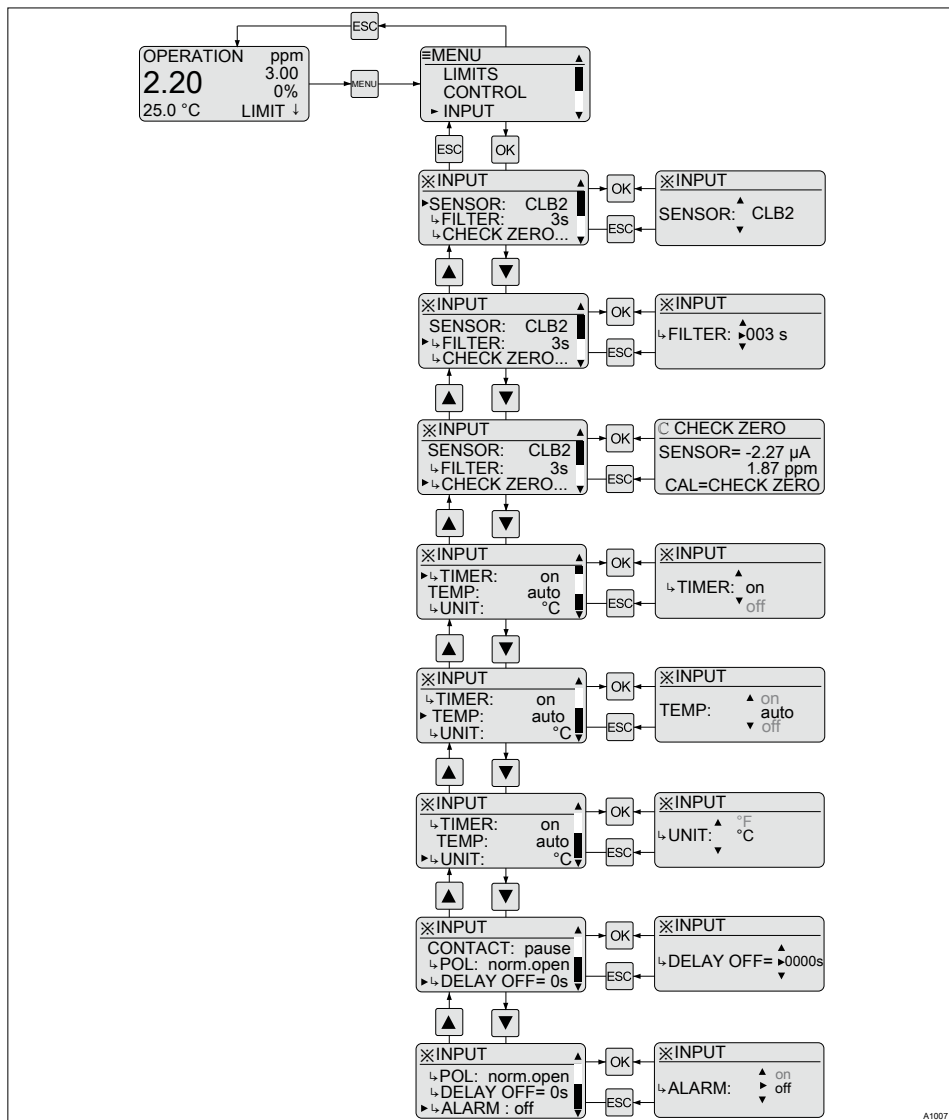 ESC
OPERATION ppm
2.20 3.00
0%
25.0 °C LIMIT ↓
MENU
≡MENU
LIMITS
CONTROL
INPUT
ESC
OK
※INPUT
SENSOR: CLB2
↳FILTER: 3s
↳CHECK ZERO...
OK
ESC
※INPUT
SENSOR: CLB2
※INPUT
SENSOR: CLB2
↳FILTER: 3s
↳CHECK ZERO...
OK
ESC
※INPUT
↳FILTER: 003 s
※INPUT
SENSOR: CLB2
↳FILTER: 3s
↳CHECK ZERO...
OK
ESC
C CHECK ZERO
SENSOR= -2.27 µA
1.87 ppm
CAL=CHECK ZERO
※INPUT
↳TIMER: on
TEMP: auto
↳UNIT: °C
OK
ESC
※INPUT
↳TIMER: on
off
※INPUT
↳TIMER: on
TEMP: auto
↳UNIT: °C
OK
ESC
※INPUT
on
TEMP: auto
off
※INPUT
↳TIMER: on
TEMP: auto
↳UNIT: °C
OK
ESC
※INPUT
°F
↳UNIT: °C
※INPUT
CONTACT: pause
↳POL: norm.open
↳DELAY OFF= 0s
OK
ESC
※INPUT
↳DELAY OFF= 0000s
※INPUT
↳POL: norm.open
↳DELAY OFF= 0s
↳ALARM : off
OK
ESC
※INPUT
on
↳ALARM: off
A1007